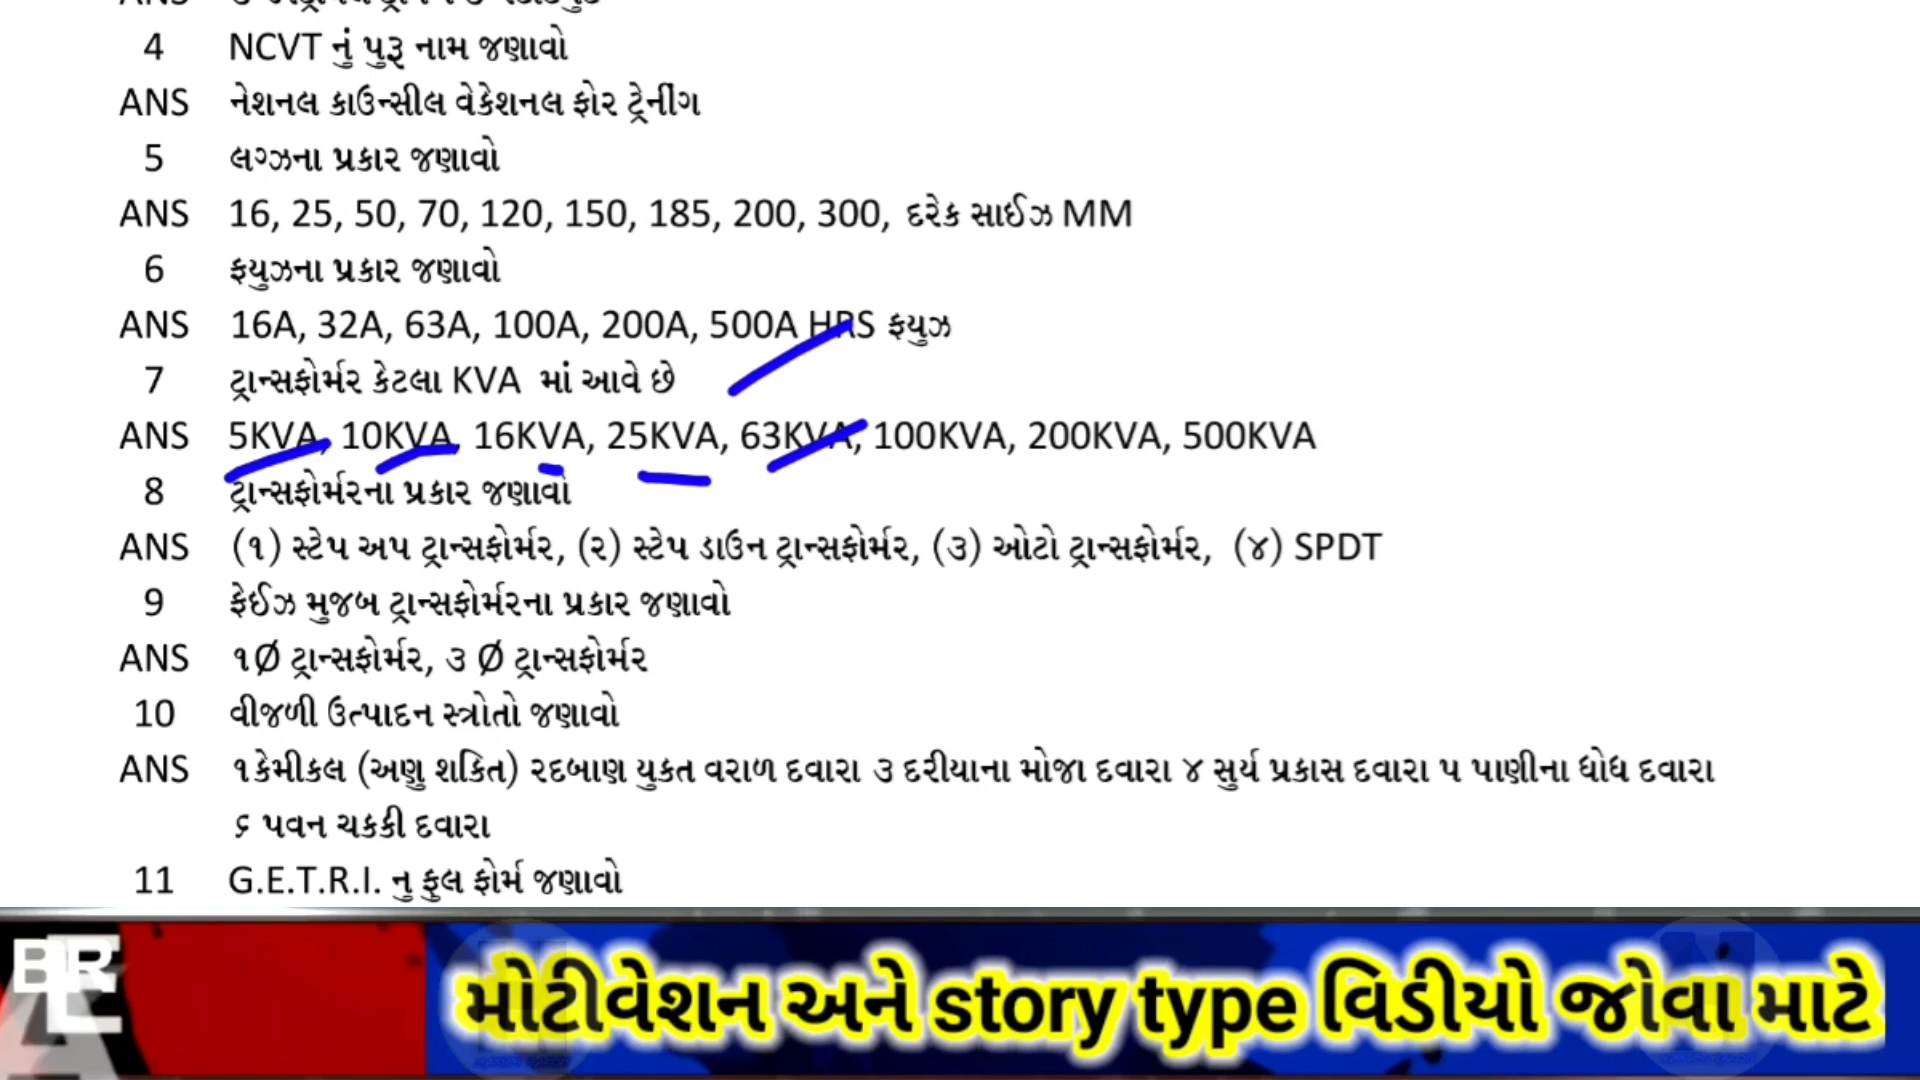 ANS
4 NCVT નું પુરૂ નામ જણાવો
ANS નેશનલ કાઉન્સીલ વેકેશનલ ફોર ટ્રેનીંગ
5 લગ્ઝના પ્રકાર જણાવો
ANS 16, 25, 50, 70, 120, 150, 185, 200, 300, દરેક સાઈઝ MM
6 ફયુઝના પ્રકાર જણાવો
ANS 16A, 32A, 63A, 100A, 200A, 500A HRS ફયુઝ
7 ટ્રાન્સફોર્મર કેટલા KVA માં આવે છે
ANS 5KVA, 10KVA, 16KVA, 25KVA, 63KVA, 100KVA, 200KVA, 500KVA
8 ટ્રાન્સફોર્મરના પ્રકાર જણાવો
ANS (૧) સ્ટેપ અપ ટ્રાન્સફોર્મર, (૨) સ્ટેપ ડાઉન ટ્રાન્સફોર્મર, (૩) ઓટો ટ્રાન્સફોર્મર, (૪) SPDT
9 ફેઈઝ મુજબ ટ્રાન્સફોર્મરના પ્રકાર જણાવો
ANS ૧Ø ટ્રાન્સફોર્મર, ૩ Ø ટ્રાન્સફોર્મર
10 વીજળી ઉત્પાદન સ્ત્રોતો જણાવો
ANS ૧કેમીકલ (અણુ શકિત) ૨દબાણ યુકત વરાળ દવારા ૩ દરીયાના મોજા દવારા ૪ સુર્ય પ્રકાસ દવારા ૫ પાણીના ધોધ દવારા
૬ પવન ચકકી દવારા
11 G.E.T.R.I. નુ ફુલ ફોર્મ જણાવો
મોટીવેશન અને story type વિડીયો જોવા માટે